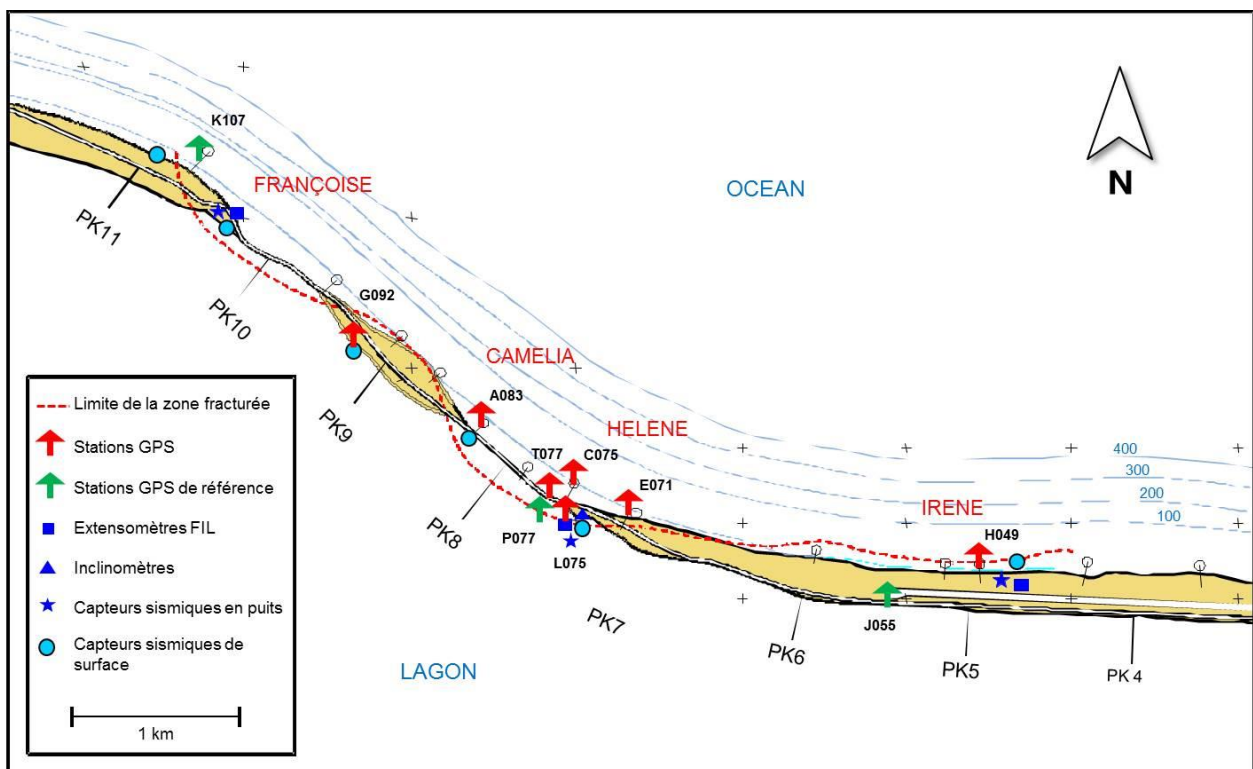 K107
FRANÇOISE
OCEAN
N
PK11
G092
PK10
CAMELIA
A083
PK9
HELENE
T077
C075
E071
400
300
200
100
IRENE
H049
PK8
P077
L075
PK7
PK6
J055
PK5
PK 4
LAGON
Limite de la zone fracturée
Stations GPS
Stations GPS de référence
Extensomètres FIL
Inclinomètres
Capteurs sismiques en puits
Capteurs sismiques de
surface
1 km